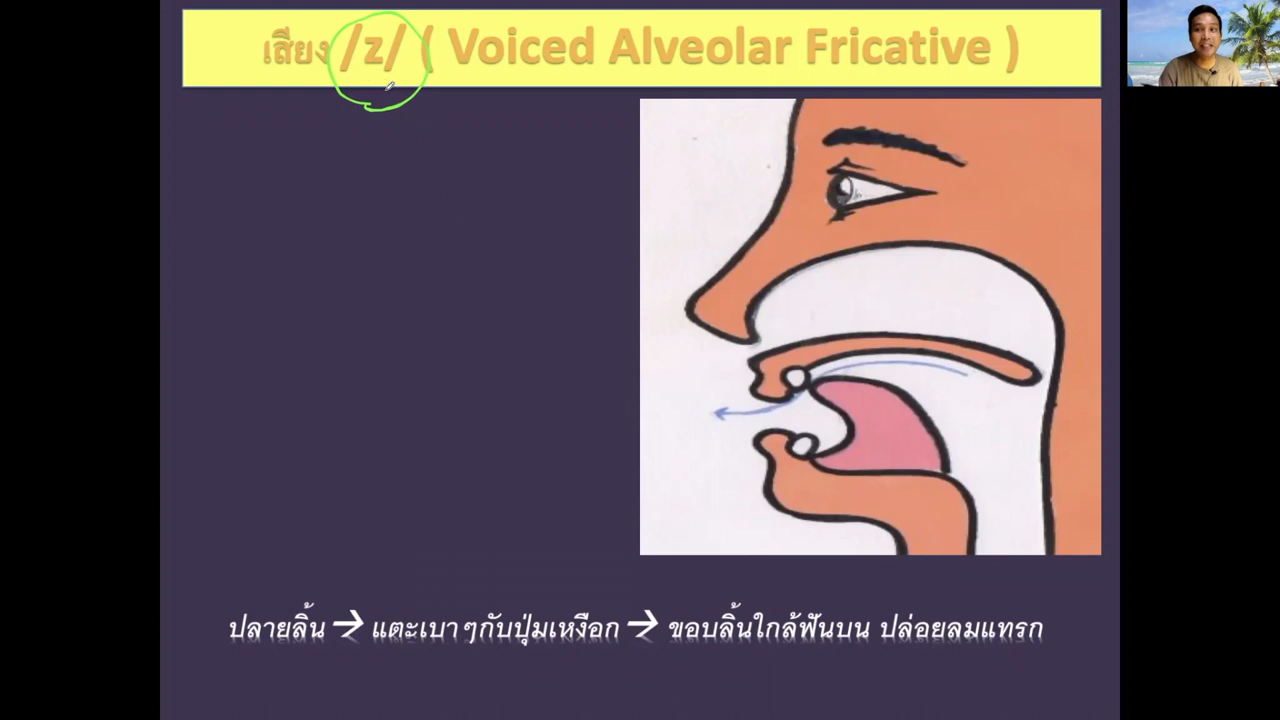 เสียง /z/ ( Voiced Alveolar Fricative )
ปลายลิ้น → แตะเบาๆกับปุ่มเหงือก → ขอบลิ้นใกล้ฟันบน ปล่อยลมแทรก